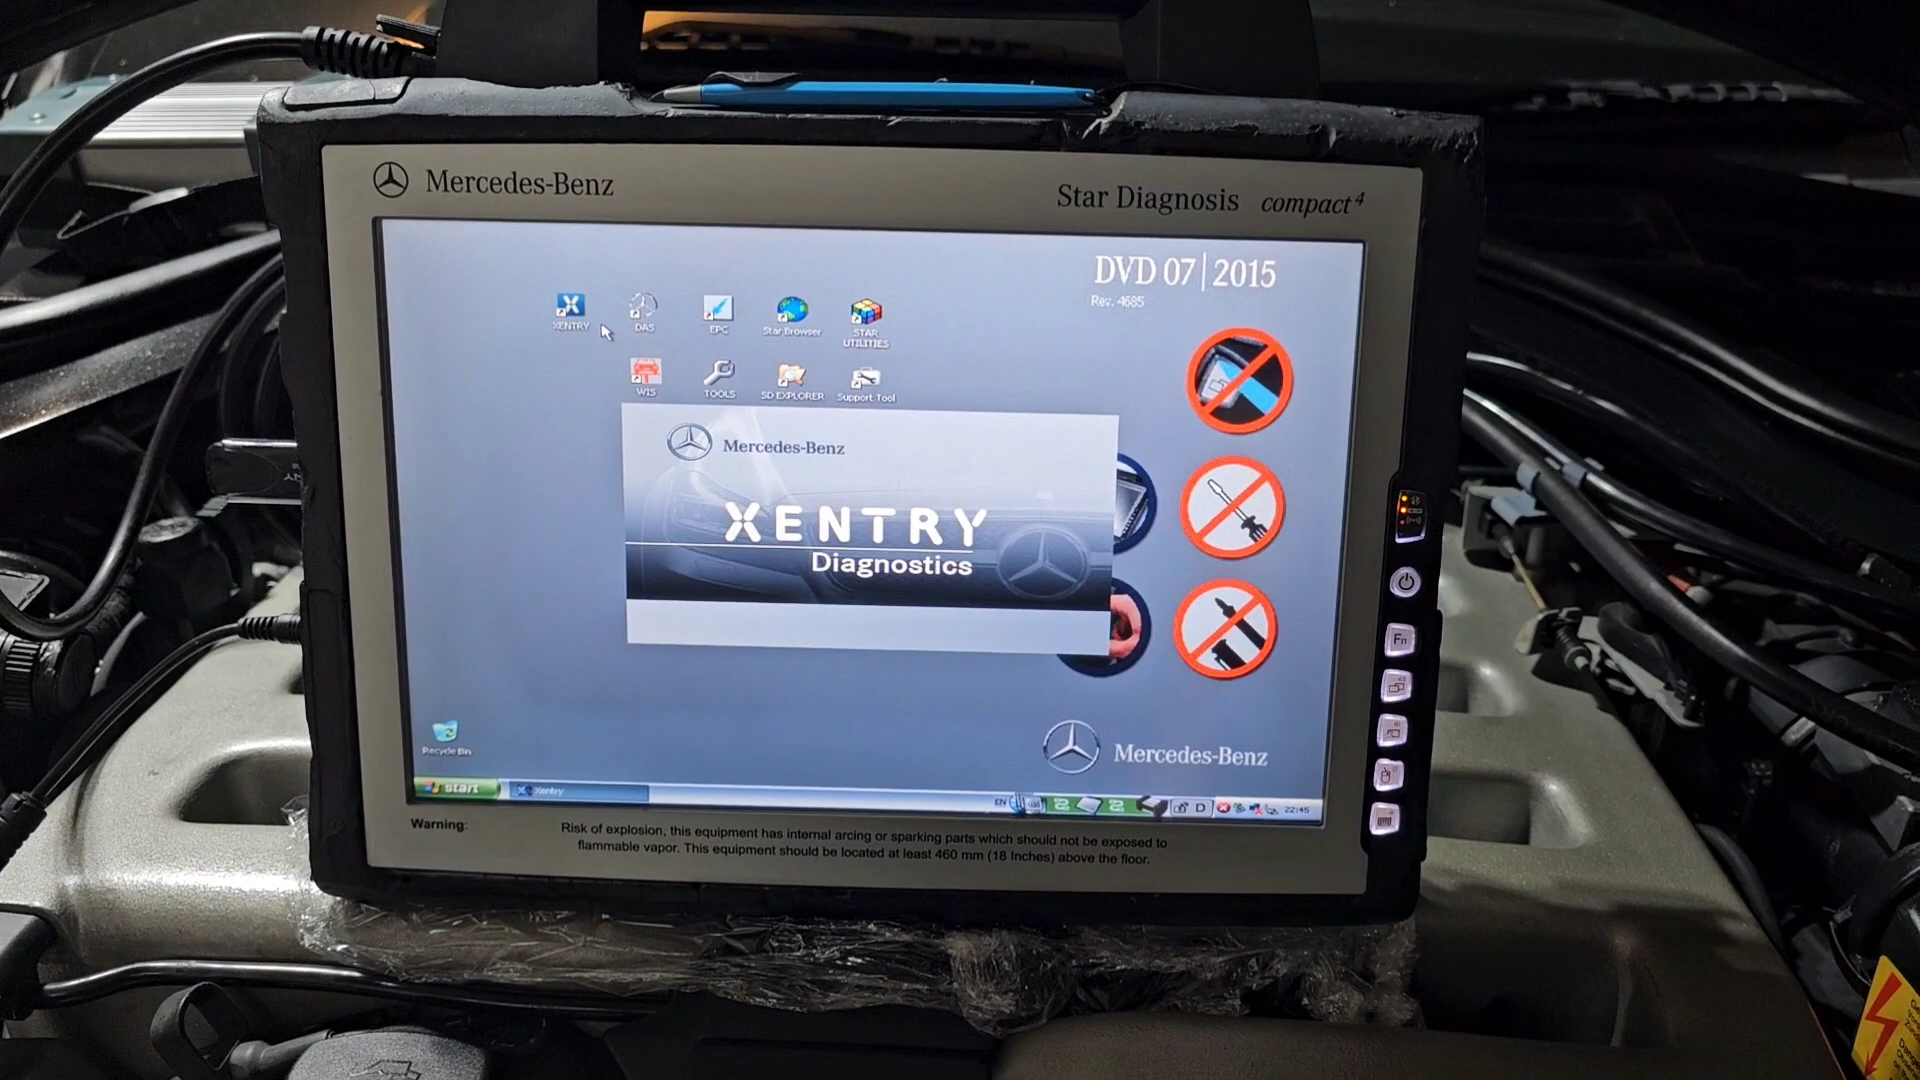 Mercedes-Benz
Star Diagnosis compact4
DVD 07|2015
Rev. 4685
XENTRY
DAS
EPC
Star Browser
STAR
UTILITIES
WIS
TOOLS
SD EXPLORER
Support Tool
Mercedes-Benz
XENTRY
Diagnostics
Recycle Bin
Mercedes-Benz
start
Xentry
EN
D
22:45
Fn
Warning:
Risk of explosion, this equipment has internal arcing or sparking parts which should not be exposed to
flammable vapor. This equipment should be located at least 460 mm (18 Inches) above the floor.